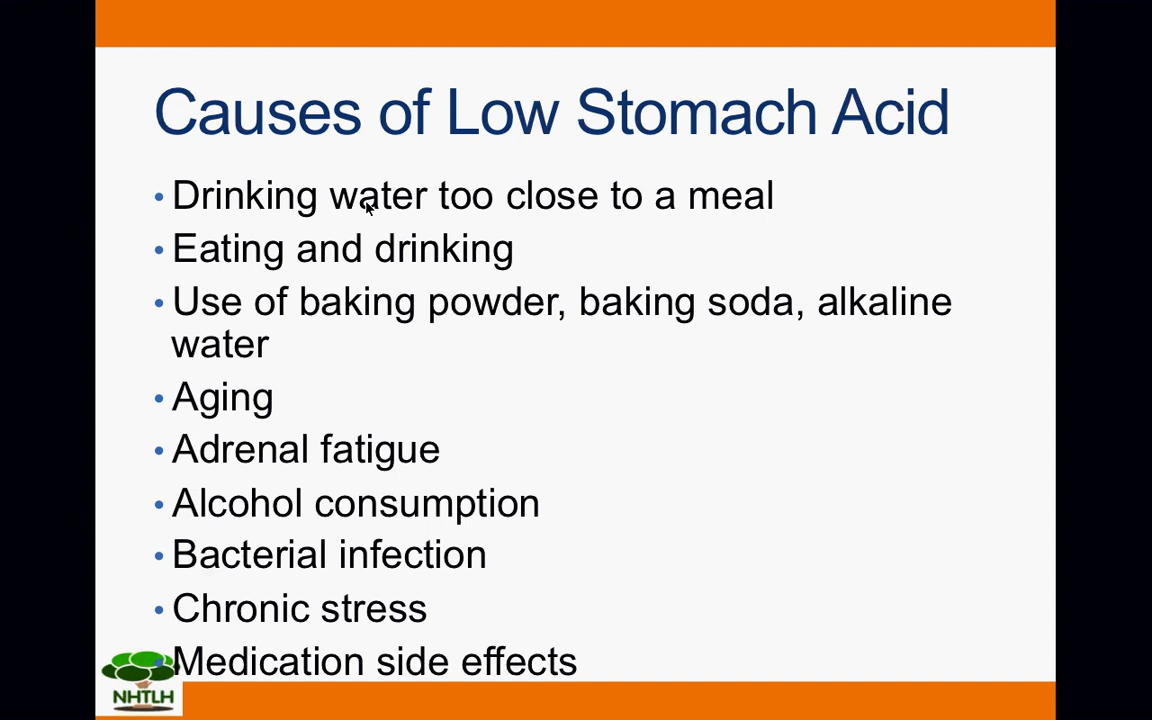 Causes of Low Stomach Acid
• Drinking water too close to a meal
• Eating and drinking
• Use of baking powder, baking soda, alkaline
water
• Aging
• Adrenal fatigue
• Alcohol consumption
• Bacterial infection
• Chronic stress
• Medication side effects
NHTLH